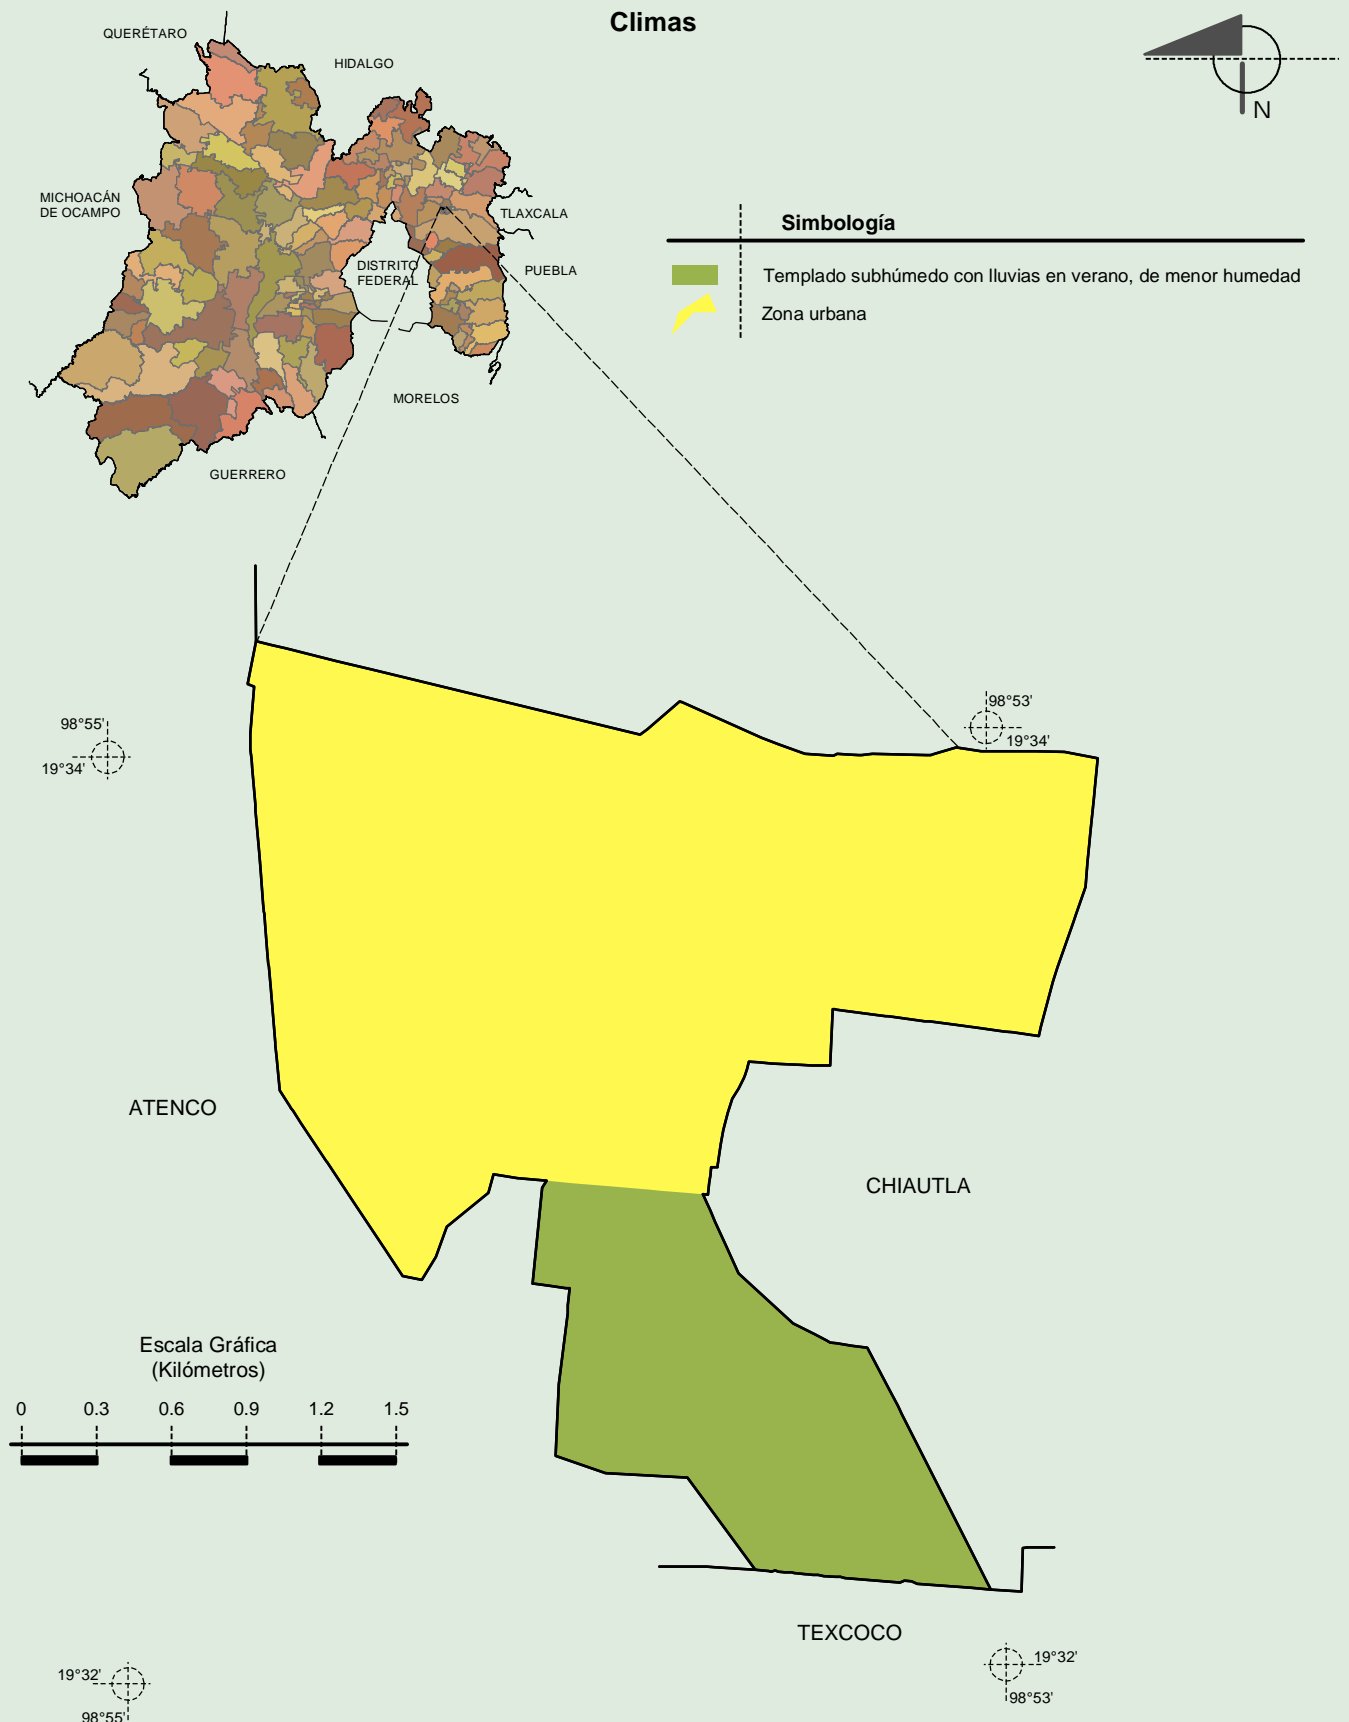 Climas
QUERÉTARO
HIDALGO
MICHOACÁN
DE OCAMPO
TLAXCALA
DISTRITO
FEDERAL
PUEBLA
MORELOS
GUERRERO
N
Simbología
Templado subhúmedo con lluvias en verano, de menor humedad
Zona urbana
98°55'
19°34'
98°53'
19°34'
ATENCO
CHIAUTLA
Escala Gráfica
(Kilómetros)
0 0.3 0.6 0.9 1.2 1.5
TEXCOCO
19°32'
98°55'
19°32'
98°53'